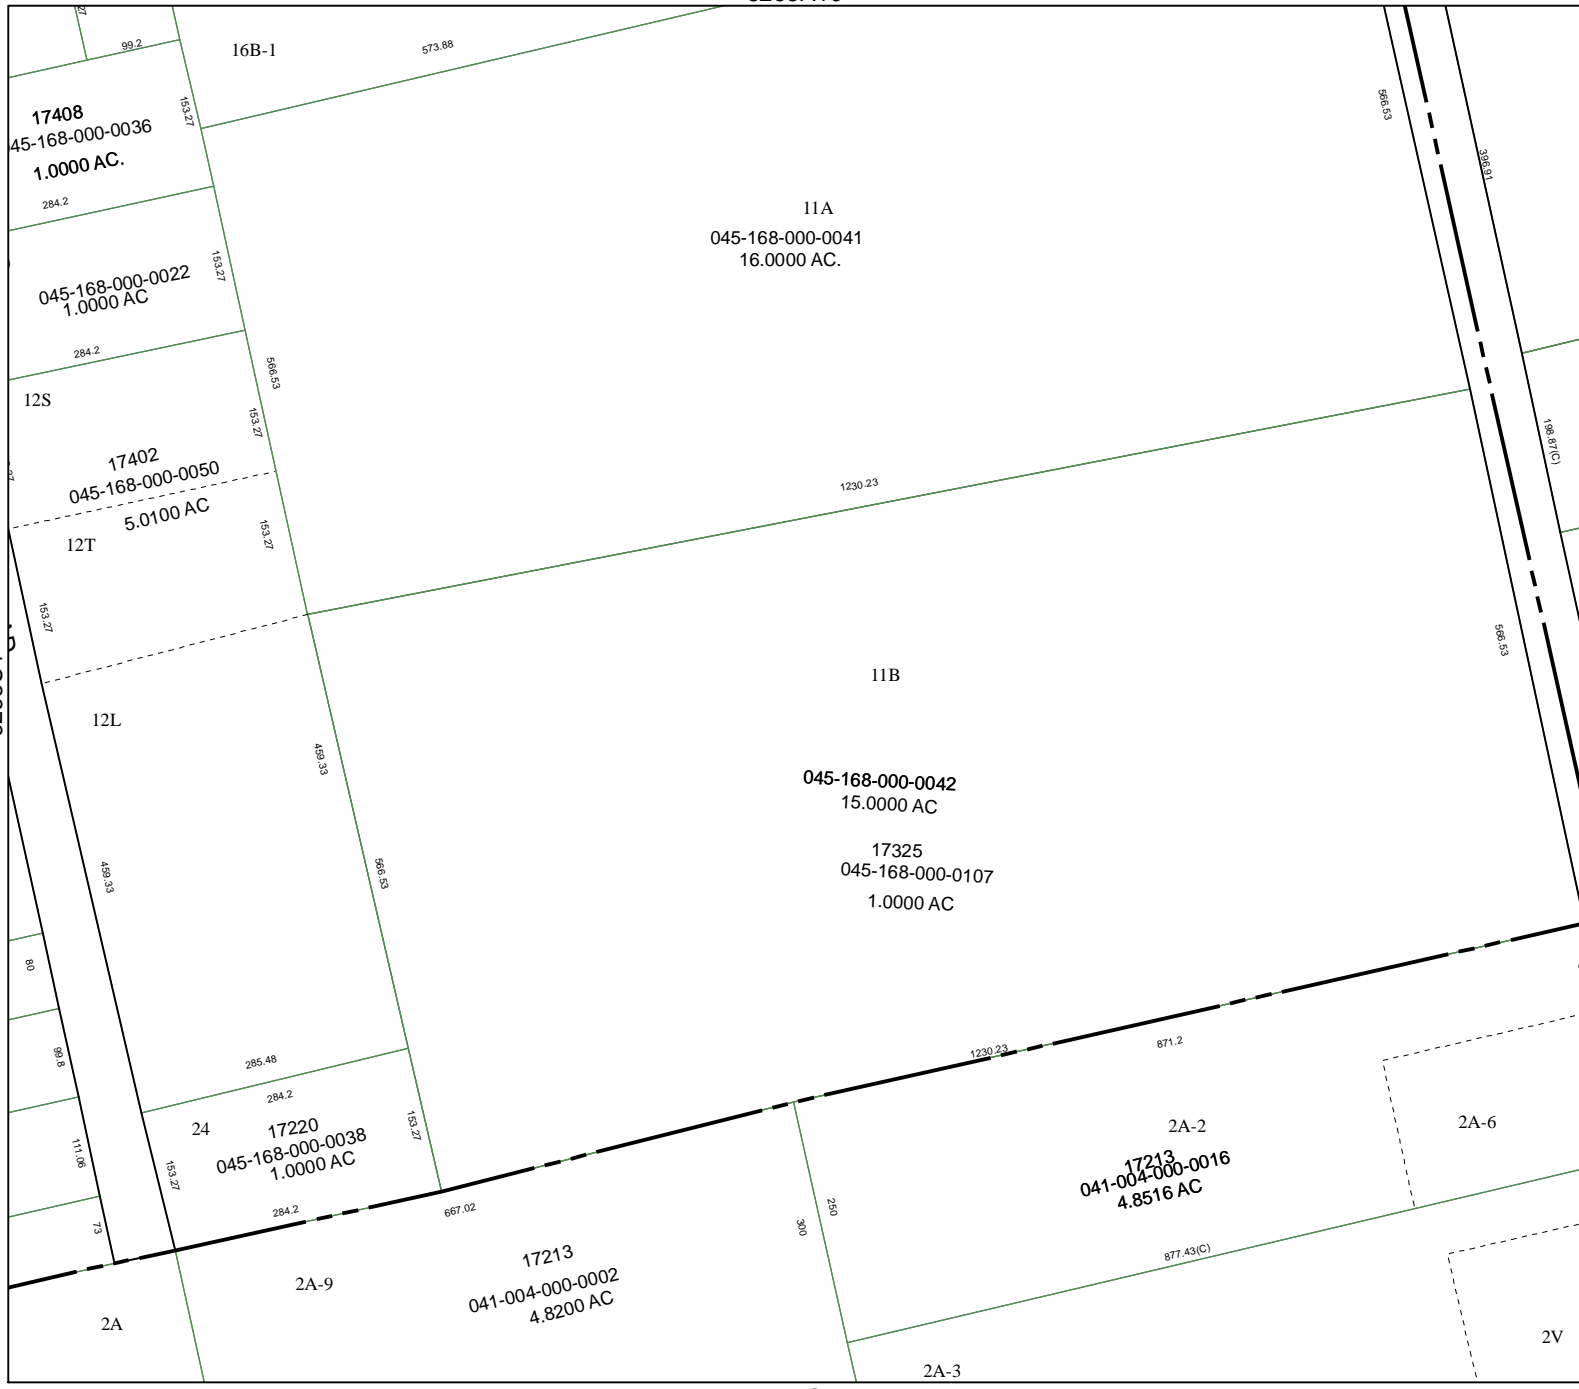 99.2
16B-1
573.88
17408
45-168-000-0036
1.0000 AC.
153.27
284.2
566.53
396.91
11A
045-168-000-0041
16.0000 AC.
045-168-000-0022
1.0000 AC
153.27
284.2
566.53
12S
153.27
17402
045-168-000-0050
5.0100 AC
12T
153.27
1230.23
198.87(C)
153.27
566.53
12L
459.33
11B
045-168-000-0042
15.0000 AC
17325
045-168-000-0107
1.0000 AC
566.53
459.33
80
99.8
111.06
73
285.48
284.2
24
17220
045-168-000-0038
1.0000 AC
153.27
153.27
284.2
667.02
1230.23
871.2
2A-2
17213
041-004-000-0016
4.8516 AC
2A-6
250
300
877.43(C)
17213
041-004-000-0002
4.8200 AC
2A-9
2A
2A-3
2V